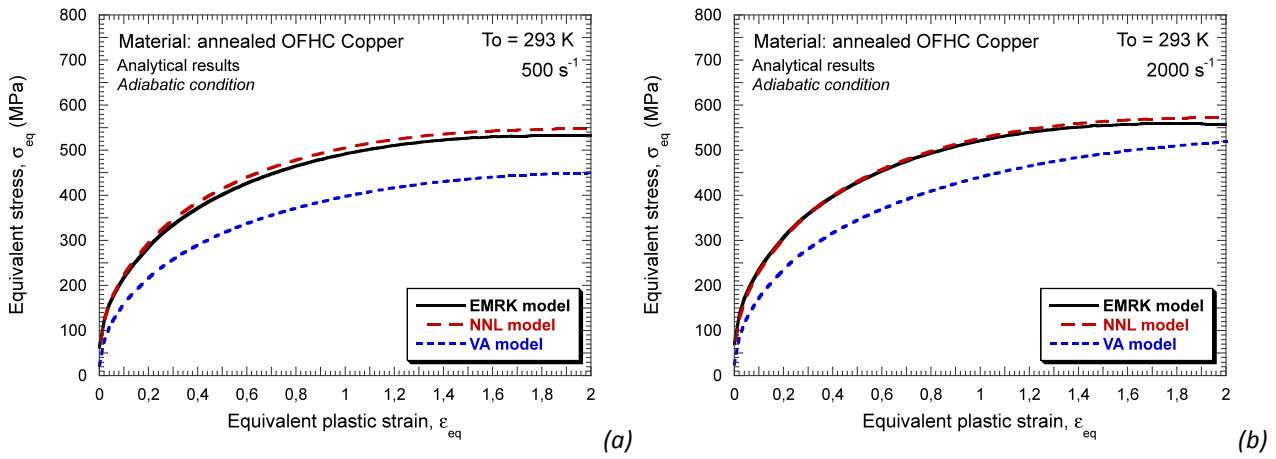 800
700
600
500
400
300
200
100
0
Equivalent stress, σeq (MPa)
Material: annealed OFHC Copper
To = 293 K
Analytical results
500 s-1
Adiabatic condition
EMRK model
NNL model
VA model
0 0,2 0,4 0,6 0,8 1 1,2 1,4 1,6 1,8 2
Equivalent plastic strain, εeq
(a)
800
700
600
500
400
300
200
100
0
Equivalent stress, σeq (MPa)
Material: annealed OFHC Copper
To = 293 K
Analytical results
2000 s-1
Adiabatic condition
EMRK model
NNL model
VA model
0 0,2 0,4 0,6 0,8 1 1,2 1,4 1,6 1,8 2
Equivalent plastic strain, εeq
(b)